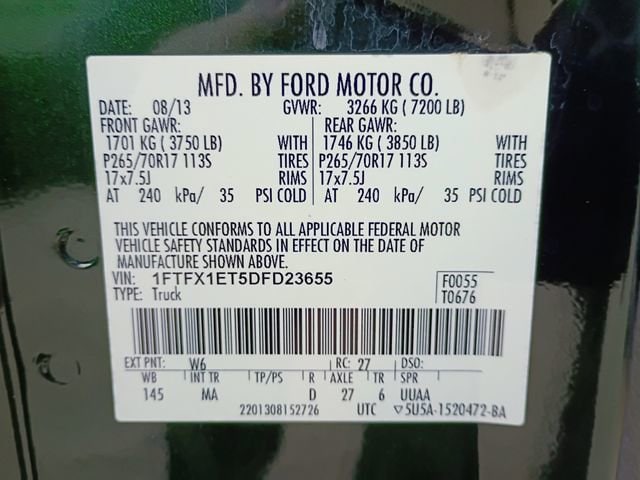 MFD. BY FORD MOTOR CO.
DATE: 08/13 GVWR: 3266 KG ( 7200 LB)
FRONT GAWR: REAR GAWR:
1701 KG ( 3750 LB) WITH 1746 KG ( 3850 LB) WITH
P265/70R17 113S TIRES P265/70R17 113S TIRES
17x7.5J RIMS 17x7.5J RIMS
AT 240 kPa/ 35 PSI COLD AT 240 kPa/ 35 PSI COLD
THIS VEHICLE CONFORMS TO ALL APPLICABLE FEDERAL MOTOR
VEHICLE SAFETY STANDARDS IN EFFECT ON THE DATE OF
MANUFACTURE SHOWN ABOVE.
VIN: 1FTFX1ET5DFD23655 F0055
TYPE: Truck T0676
EXT PNT: W6 RC: 27 DSO:
WB INT TR TP/PS R AXLE TR SPR
145 MA D 27 6 UUAA
2201308152726 UTC ▽5U5A-1520472-BA